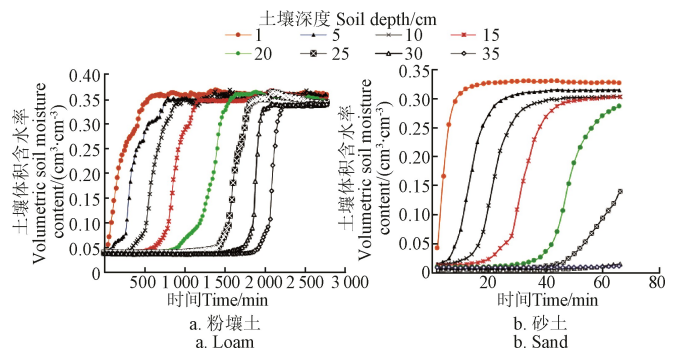 土壤深度 Soil depth/cm
1 5 10 15
20 25 30 35
土壤体积含水率
Volumetric soil moisture
content/(cm³·cm⁻³)
0.40
0.35
0.30
0.25
0.20
0.15
0.10
0.05
0.04
500 1 000 1 500 2 000 2 500 3 000
时间Time/min
a. 粉壤土
a. Loam
土壤体积含水率
Volumetric soil moisture
content/(cm³·cm⁻³)
0.35
0.30
0.25
0.20
0.15
0.10
0.05
0
20 40 60 80
时间Time/min
b. 砂土
b. Sand